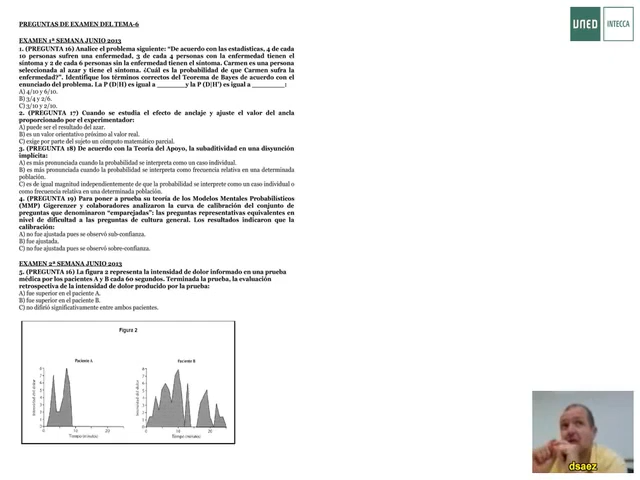 PREGUNTAS DE EXAMEN DEL TEMA-6
EXAMEN 1ª SEMANA JUNIO 2013
1. (PREGUNTA 16) Analice el problema siguiente: "De acuerdo con las estadísticas, 4 de cada
10 personas sufren una enfermedad, 3 de cada 4 personas con la enfermedad tienen el
síntoma y 2 de cada 6 personas sin la enfermedad tienen el síntoma. Carmen es una persona
seleccionada al azar y tiene el síntoma. ¿Cuál es la probabilidad de que Carmen sufra la
enfermedad?". Identifique los términos correctos del Teorema de Bayes de acuerdo con el
enunciado del problema. La P (D|H) es igual a _______ y la P (D|H') es igual a ________:
A) 4/10 y 6/10.
B) 3/4 y 2/6.
C) 3/10 y 2/10.
2. (PREGUNTA 17) Cuando se estudia el efecto de anclaje y ajuste el valor del ancla
proporcionado por el experimentador:
A) puede ser el resultado del azar.
B) es un valor orientativo próximo al valor real.
C) exige por parte del sujeto un cómputo matemático parcial.
3. (PREGUNTA 18) De acuerdo con la Teoría del Apoyo, la subaditividad en una disyunción
implícita:
A) es más pronunciada cuando la probabilidad se interpreta como un caso individual.
B) es más pronunciada cuando la probabilidad se interpreta como frecuencia relativa en una determinada
población.
C) es de igual magnitud independientemente de que la probabilidad se interprete como un caso individual o
como frecuencia relativa en una determinada población.
4. (PREGUNTA 19) Para poner a prueba su teoría de los Modelos Mentales Probabilísticos
(MMP) Gigerenzer y colaboradores analizaron la curva de calibración del conjunto de
preguntas que denominaron "emparejadas": las preguntas representativas equivalentes en
nivel de dificultad a las preguntas de cultura general. Los resultados indicaron que la
calibración:
A) no fue ajustada pues se observó sub-confianza.
B) fue ajustada.
C) no fue ajustada pues se observó sobre-confianza.
EXAMEN 2ª SEMANA JUNIO 2013
5. (PREGUNTA 16) La figura 2 representa la intensidad de dolor informado en una prueba
médica por los pacientes A y B cada 60 segundos. Terminada la prueba, la evaluación
retrospectiva de la intensidad de dolor producido por la prueba:
A) fue superior en el paciente A.
B) fue superior en el paciente B.
C) no difirió significativamente entre ambos pacientes.
Figura 2
Paciente A
Paciente B
Intensidad del dolor
Intensidad del dolor
0 10 20
0 10 20
Tiempo (minutos)
Tiempo (minutos)
UNED INTECCA
dsaez